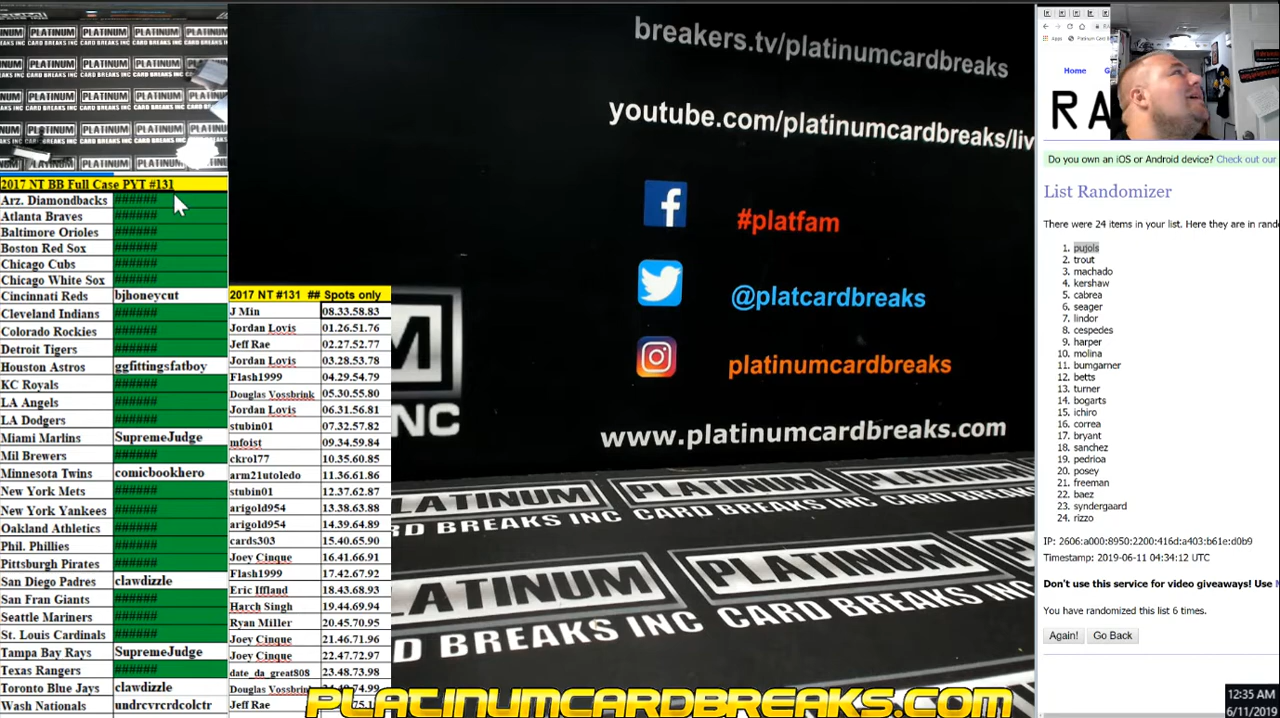 2017 NT BB Full Case PYT #131
Arz. Diamondbacks ######
Atlanta Braves ######
Baltimore Orioles ######
Boston Red Sox ######
Chicago Cubs ######
Chicago White Sox ######
Cincinnati Reds bjhoneycut
Cleveland Indians ######
Colorado Rockies ######
Detroit Tigers ######
Houston Astros ggfittingsfatboy
KC Royals ######
LA Angels ######
LA Dodgers ######
Miami Marlins SupremeJudge
Mil Brewers ######
Minnesota Twins comicbookhero
New York Mets ######
New York Yankees ######
Oakland Athletics ######
Phil. Phillies ######
Pittsburgh Pirates ######
San Diego Padres clawdizzle
San Fran Giants ######
Seattle Mariners ######
St. Louis Cardinals ######
Tampa Bay Rays SupremeJudge
Texas Rangers ######
Toronto Blue Jays clawdizzle
Wash Nationals undrcvrcrdcolctr
2017 NT #131 ## Spots only
J Min 08.33.58.83
Jordan Lovis 01.26.51.76
Jeff Rae 02.27.52.77
Jordan Lovis 03.28.53.78
Flash1999 04.29.54.79
Douglas Vossbrink 05.30.55.80
Jordan Lovis 06.31.56.81
stubin01 07.32.57.82
mfoist 09.34.59.84
ckrol77 10.35.60.85
arm21utoledo 11.36.61.86
stubin01 12.37.62.87
arigold954 13.38.63.88
arigold954 14.39.64.89
cards303 15.40.65.90
Joey Cinque 16.41.66.91
Flash1999 17.42.67.92
Eric Iffland 18.43.68.93
Harch Singh 19.44.69.94
Ryan Miller 20.45.70.95
Joey Cinque 21.46.71.96
Joey Cinque 22.47.72.97
date_da_great808 23.48.73.98
Douglas Vossbrin
Jeff Rae
breakers.tv/platinumcardbreaks
youtube.com/platinumcardbreaks/liv
#platfam
@platcardbreaks
platinumcardbreaks
www.platinumcardbreaks.com
PLATINUM
CARD BREAKS INC
PLATINUMCARDBREAKS.COM
Apps
Home
RA
Do you own an iOS or Android device? Check out our
List Randomizer
There were 24 items in your list. Here they are in rand
1. pujols
2. trout
3. machado
4. kershaw
5. cabrea
6. seager
7. lindor
8. cespedes
9. harper
10. molina
11. bumgarner
12. betts
13. turner
14. bogarts
15. ichiro
16. correa
17. bryant
18. sanchez
19. pedrioa
20. posey
21. freeman
22. baez
23. syndergaard
24. rizzo
IP: 2606:a000:8950:2200:416d:a403:b61e:d0b9
Timestamp: 2019-06-11 04:34:12 UTC
Don't use this service for video giveaways! Use
You have randomized this list 6 times.
Again! Go Back
12:35 AM
6/11/2019